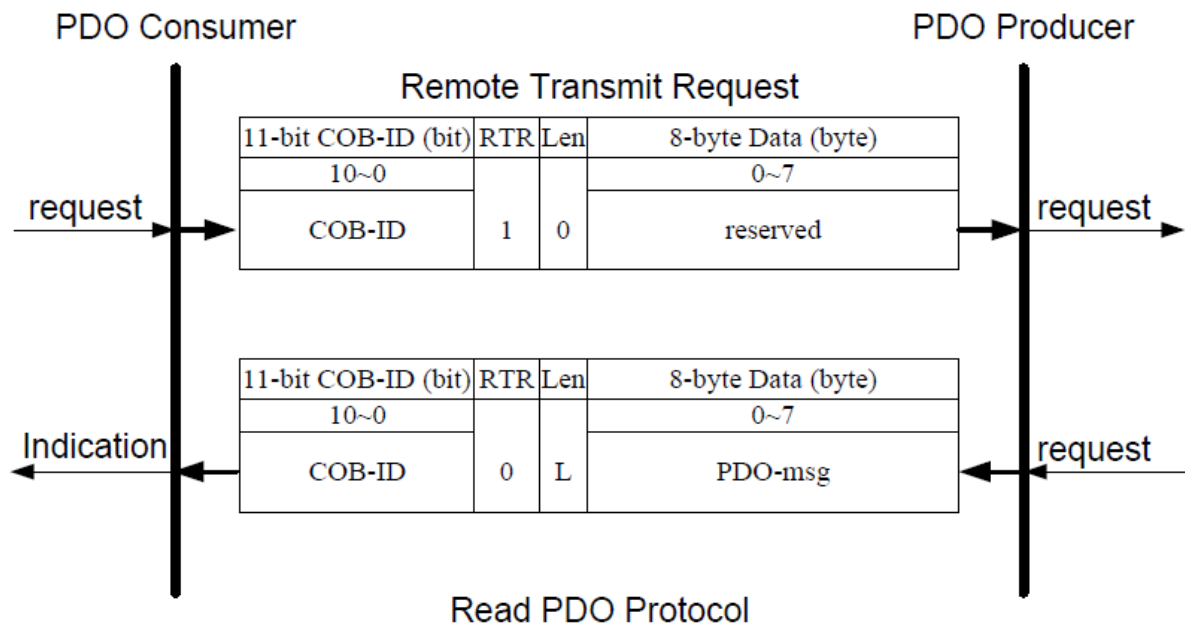 PDO Consumer
PDO Producer
Remote Transmit Request
11-bit COB-ID (bit) RTR Len 8-byte Data (byte)
10~0 0~7
request
COB-ID 1 0 reserved
request
11-bit COB-ID (bit) RTR Len 8-byte Data (byte)
10~0 0~7
Indication
COB-ID 0 L PDO-msg
request
Read PDO Protocol